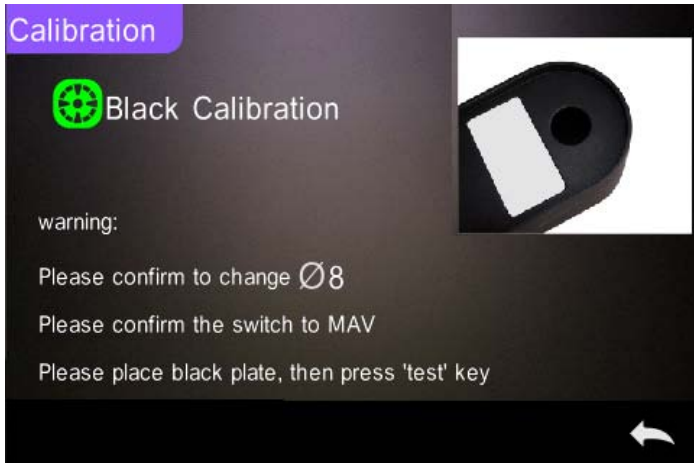 Calibration
Black Calibration
warning:
Please confirm to change ∅8
Please confirm the switch to MAV
Please place black plate, then press 'test' key